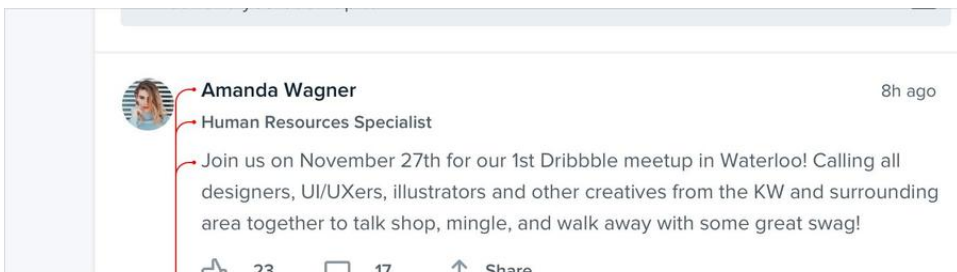 Amanda Wagner
8h ago
Human Resources Specialist
Join us on November 27th for our 1st Dribbble meetup in Waterloo! Calling all
designers, UI/UXers, illustrators and other creatives from the KW and surrounding
area together to talk shop, mingle, and walk away with some great swag!
23 17 Share